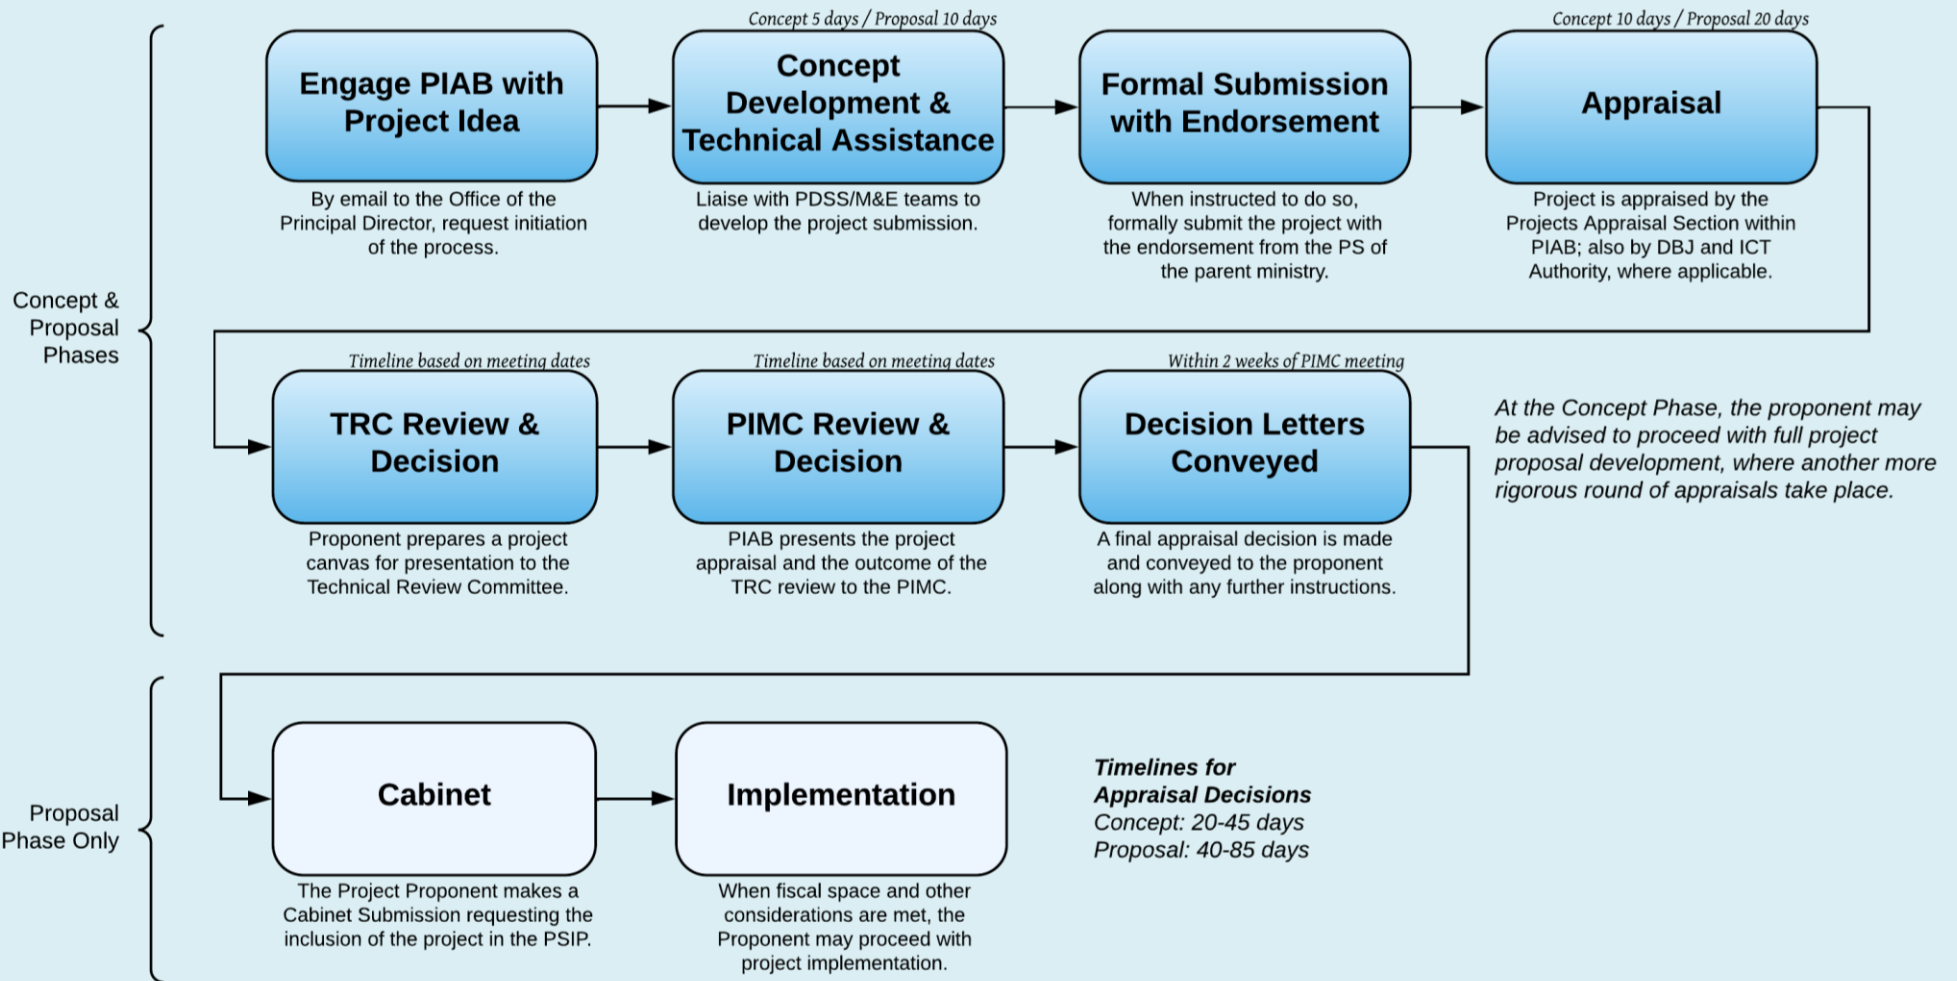 Concept 5 days / Proposal 10 days
Concept 10 days / Proposal 20 days
Engage PIAB with
Project Idea
Concept
Development &
Technical Assistance
Formal Submission
with Endorsement
Appraisal
By email to the Office of the
Principal Director, request initiation
of the process.
Liaise with PDSS/M&E teams to
develop the project submission.
When instructed to do so,
formally submit the project with
the endorsement from the PS of
the parent ministry.
Project is appraised by the
Projects Appraisal Section within
PIAB; also by DBJ and ICT
Authority, where applicable.
Concept &
Proposal
Phases
Timeline based on meeting dates
Timeline based on meeting dates
Within 2 weeks of PIMC meeting
TRC Review &
Decision
PIMC Review &
Decision
Decision Letters
Conveyed
At the Concept Phase, the proponent may
be advised to proceed with full project
proposal development, where another more
rigorous round of appraisals take place.
Proponent prepares a project
canvas for presentation to the
Technical Review Committee.
PIAB presents the project
appraisal and the outcome of the
TRC review to the PIMC.
A final appraisal decision is made
and conveyed to the proponent
along with any further instructions.
Proposal
Phase Only
Cabinet
Implementation
Timelines for
Appraisal Decisions
Concept: 20-45 days
Proposal: 40-85 days
The Project Proponent makes a
Cabinet Submission requesting the
inclusion of the project in the PSIP.
When fiscal space and other
considerations are met, the
Proponent may proceed with
project implementation.